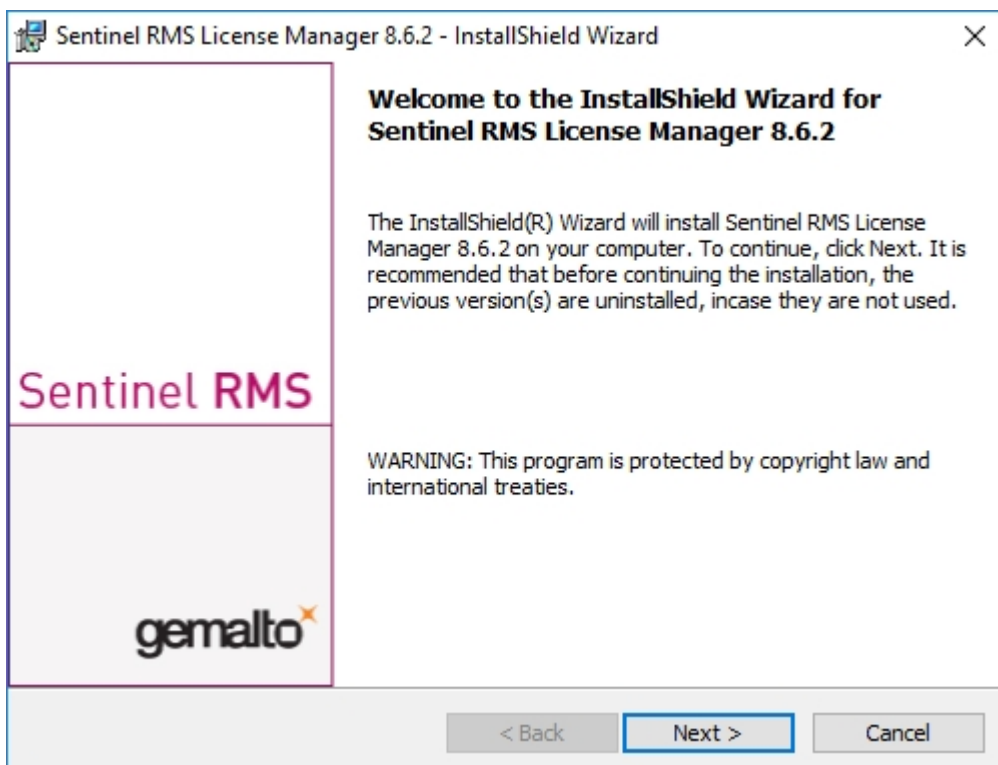 Sentinel RMS License Manager 8.6.2 - InstallShield Wizard
Welcome to the InstallShield Wizard for
Sentinel RMS License Manager 8.6.2
The InstallShield(R) Wizard will install Sentinel RMS License
Manager 8.6.2 on your computer. To continue, click Next. It is
recommended that before continuing the installation, the
previous version(s) are uninstalled, incase they are not used.
Sentinel RMS
WARNING: This program is protected by copyright law and
international treaties.
gemalto
< Back
Next >
Cancel